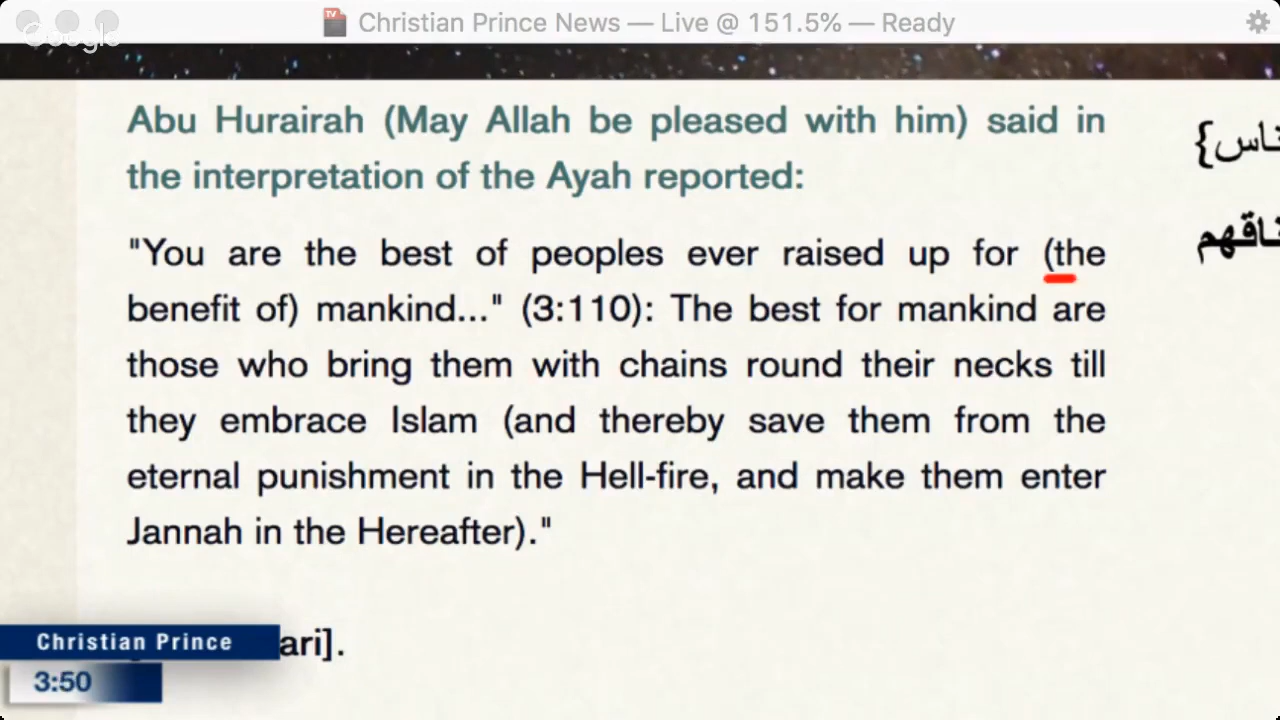 Christian Prince News — Live @ 151.5% — Ready
Google
Abu Hurairah (May Allah be pleased with him) said in
the interpretation of the Ayah reported:
"You are the best of peoples ever raised up for (the
benefit of) mankind..." (3:110): The best for mankind are
those who bring them with chains round their necks till
they embrace Islam (and thereby save them from the
eternal punishment in the Hell-fire, and make them enter
Jannah in the Hereafter)."
ari].
Christian Prince
3:50